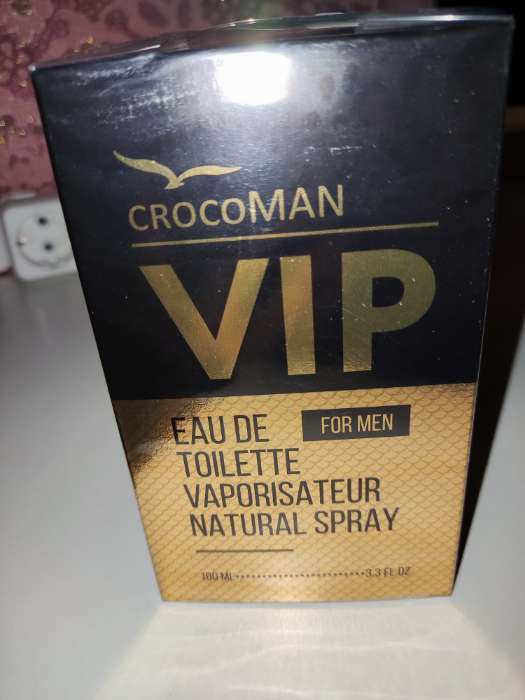 CROCOMAN
VIP
EAU DE FOR MEN
TOILETTE
VAPORISATEUR
NATURAL SPRAY
100 ML 3.3 FL OZ